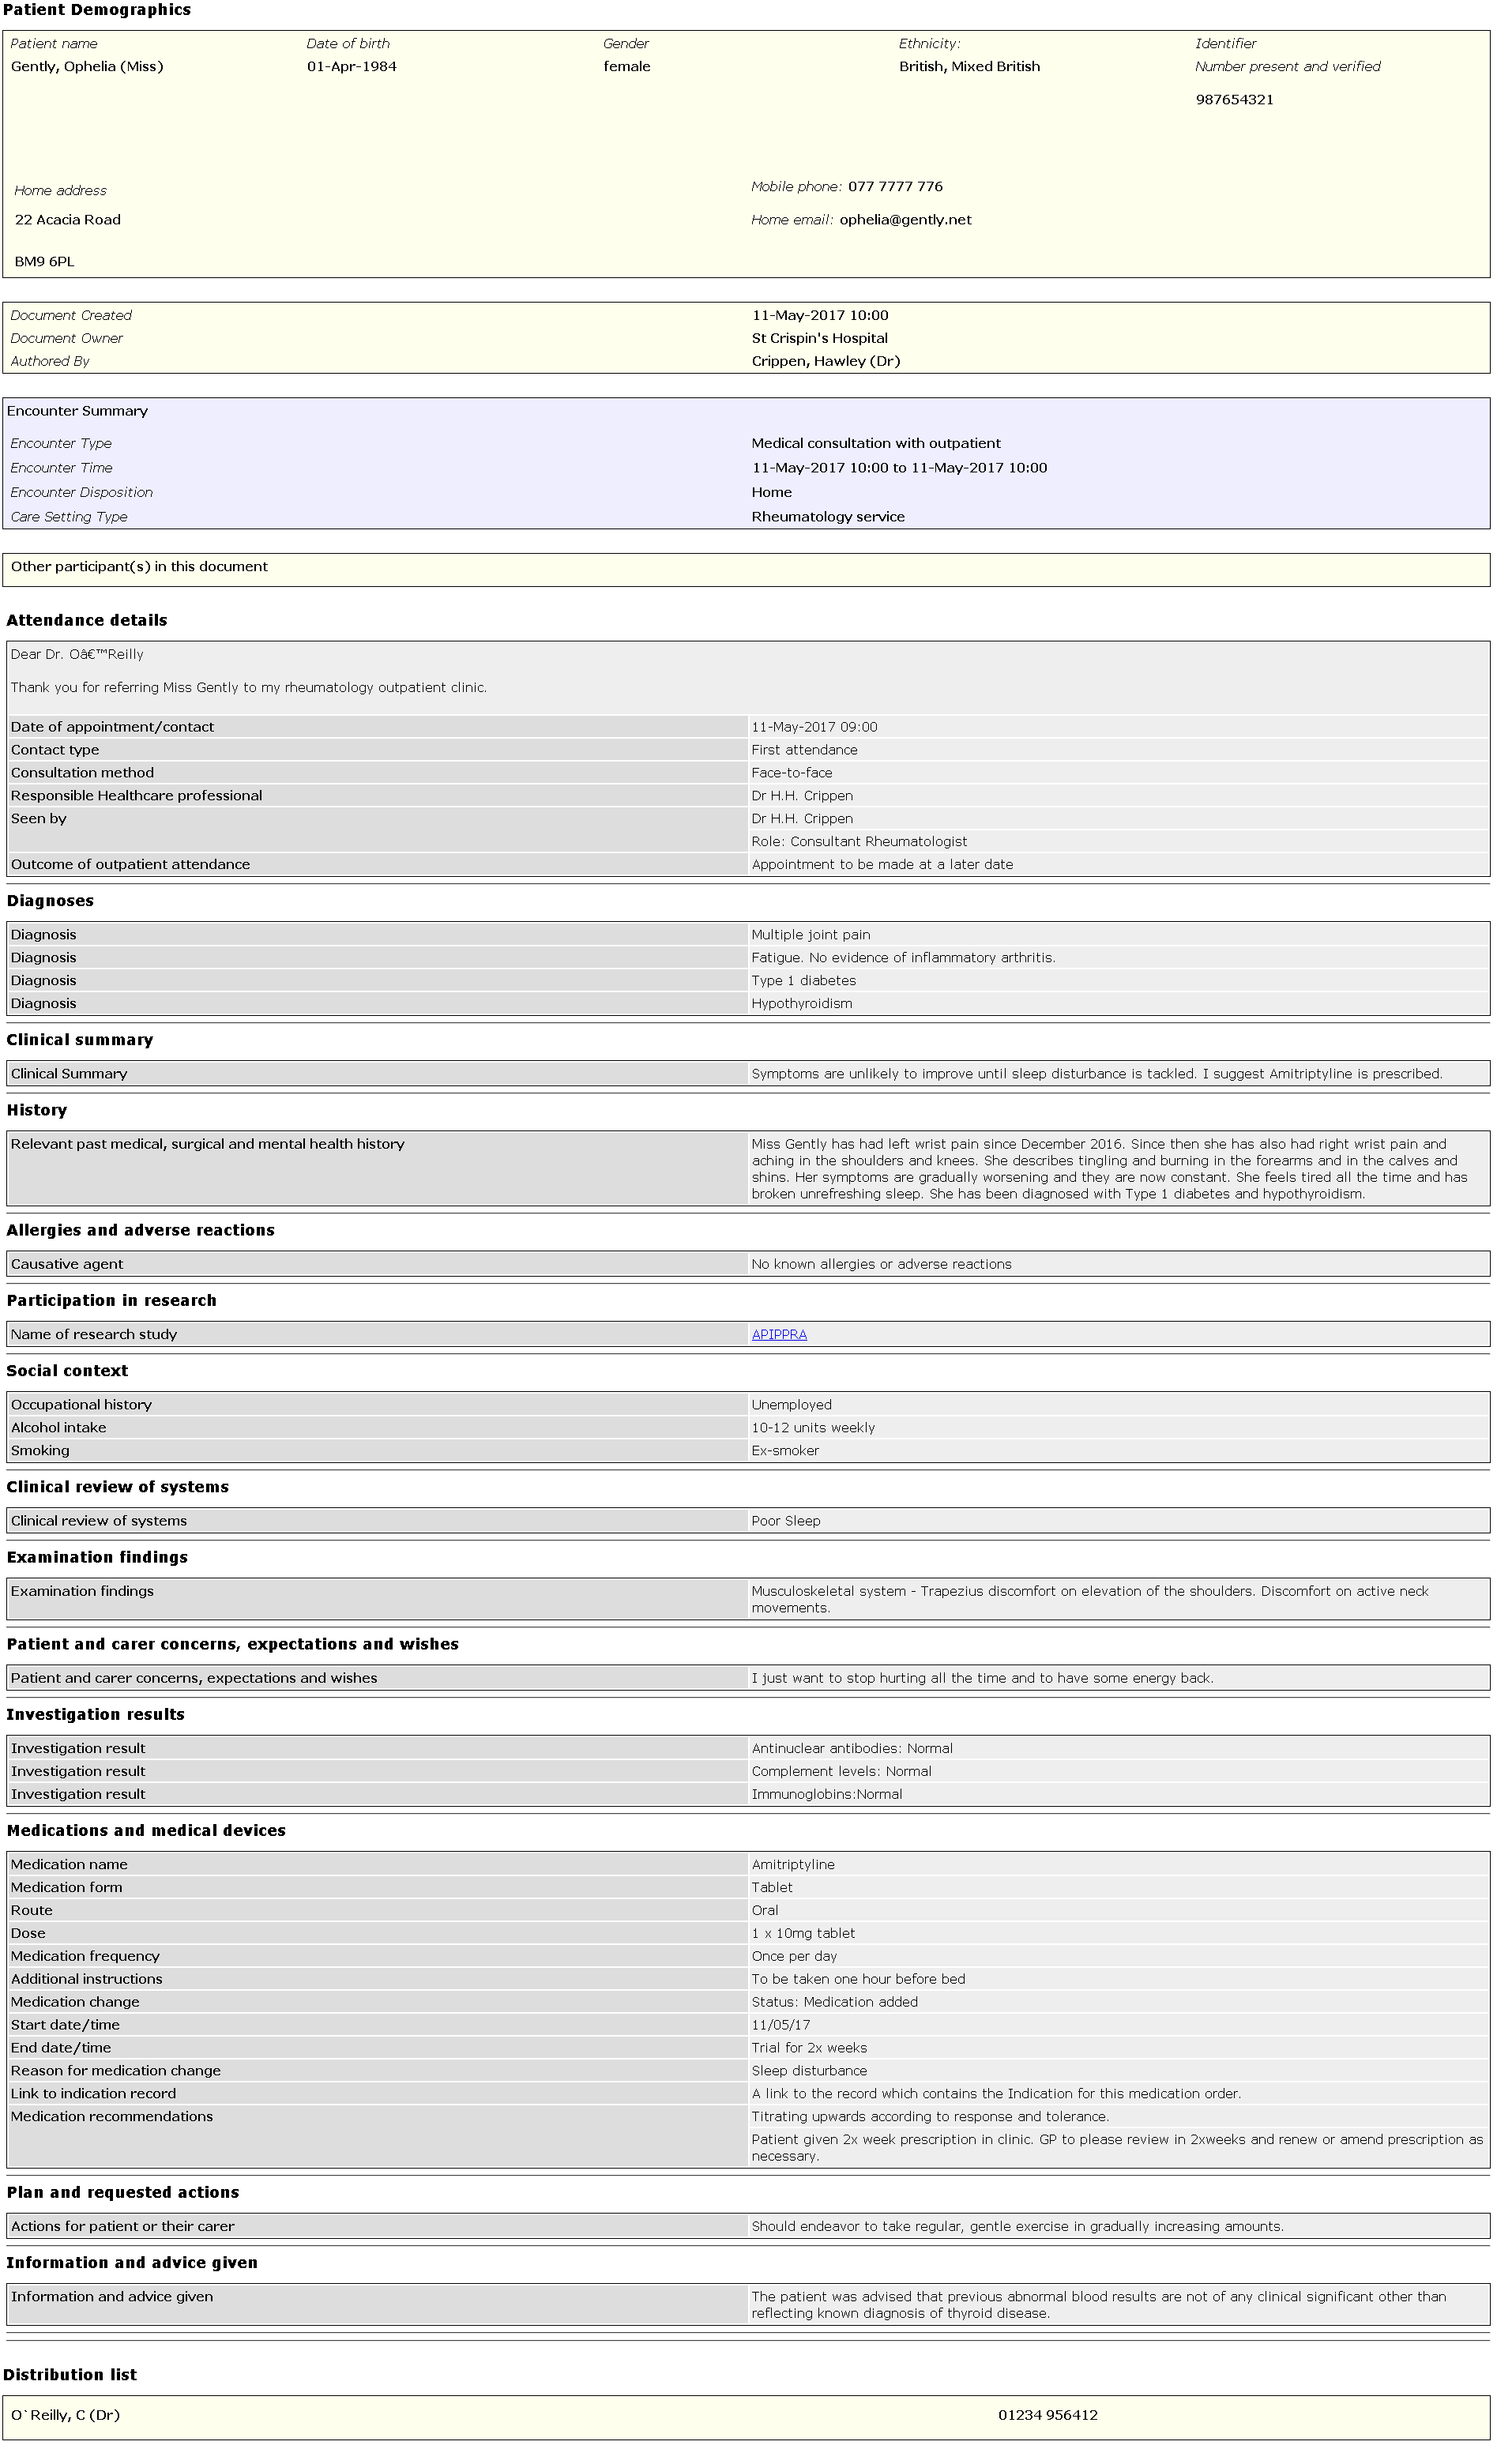 Patient Demographics
Patient name Date of birth Gender Ethnicity: Identifier
Gently, Ophelia (Miss) 01-Apr-1984 female British, Mixed British Number present and verified
987654321
Home address Mobile phone: 077 7777 776
22 Acacia Road Home email: ophelia@gently.net
BM9 6PL
Document Created 11-May-2017 10:00
Document Owner St Crispin's Hospital
Authored By Crippen, Hawley (Dr)
Encounter Summary
Encounter Type Medical consultation with outpatient
Encounter Time 11-May-2017 10:00 to 11-May-2017 10:00
Encounter Disposition Home
Care Setting Type Rheumatology service
Other participant(s) in this document
Attendance details
Dear Dr. Oâ€™Reilly
Thank you for referring Miss Gently to my rheumatology outpatient clinic.
Date of appointment/contact 11-May-2017 09:00
Contact type First attendance
Consultation method Face-to-face
Responsible Healthcare professional Dr H.H. Crippen
Seen by Dr H.H. Crippen
Role: Consultant Rheumatologist
Outcome of outpatient attendance Appointment to be made at a later date
Diagnoses
Diagnosis Multiple joint pain
Diagnosis Fatigue. No evidence of inflammatory arthritis.
Diagnosis Type 1 diabetes
Diagnosis Hypothyroidism
Clinical summary
Clinical Summary Symptoms are unlikely to improve until sleep disturbance is tackled. I suggest Amitriptyline is prescribed.
History
Relevant past medical, surgical and mental health history Miss Gently has had left wrist pain since December 2016. Since then she has also had right wrist pain and
aching in the shoulders and knees. She describes tingling and burning in the forearms and in the calves and
shins. Her symptoms are gradually worsening and they are now constant. She feels tired all the time and has
broken unrefreshing sleep. She has been diagnosed with Type 1 diabetes and hypothyroidism.
Allergies and adverse reactions
Causative agent No known allergies or adverse reactions
Participation in research
Name of research study APIPPRA
Social context
Occupational history Unemployed
Alcohol intake 10-12 units weekly
Smoking Ex-smoker
Clinical review of systems
Clinical review of systems Poor Sleep
Examination findings
Examination findings Musculoskeletal system - Trapezius discomfort on elevation of the shoulders. Discomfort on active neck
movements.
Patient and carer concerns, expectations and wishes
Patient and carer concerns, expectations and wishes I just want to stop hurting all the time and to have some energy back.
Investigation results
Investigation result Antinuclear antibodies: Normal
Investigation result Complement levels: Normal
Investigation result Immunoglobins:Normal
Medications and medical devices
Medication name Amitriptyline
Medication form Tablet
Route Oral
Dose 1 x 10mg tablet
Medication frequency Once per day
Additional instructions To be taken one hour before bed
Medication change Status: Medication added
Start date/time 11/05/17
End date/time Trial for 2x weeks
Reason for medication change Sleep disturbance
Link to indication record A link to the record which contains the Indication for this medication order.
Medication recommendations Titrating upwards according to response and tolerance.
Patient given 2x week prescription in clinic. GP to please review in 2xweeks and renew or amend prescription as
necessary.
Plan and requested actions
Actions for patient or their carer Should endeavor to take regular, gentle exercise in gradually increasing amounts.
Information and advice given
Information and advice given The patient was advised that previous abnormal blood results are not of any clinical significant other than
reflecting known diagnosis of thyroid disease.
Distribution list
O`Reilly, C (Dr) 01234 956412